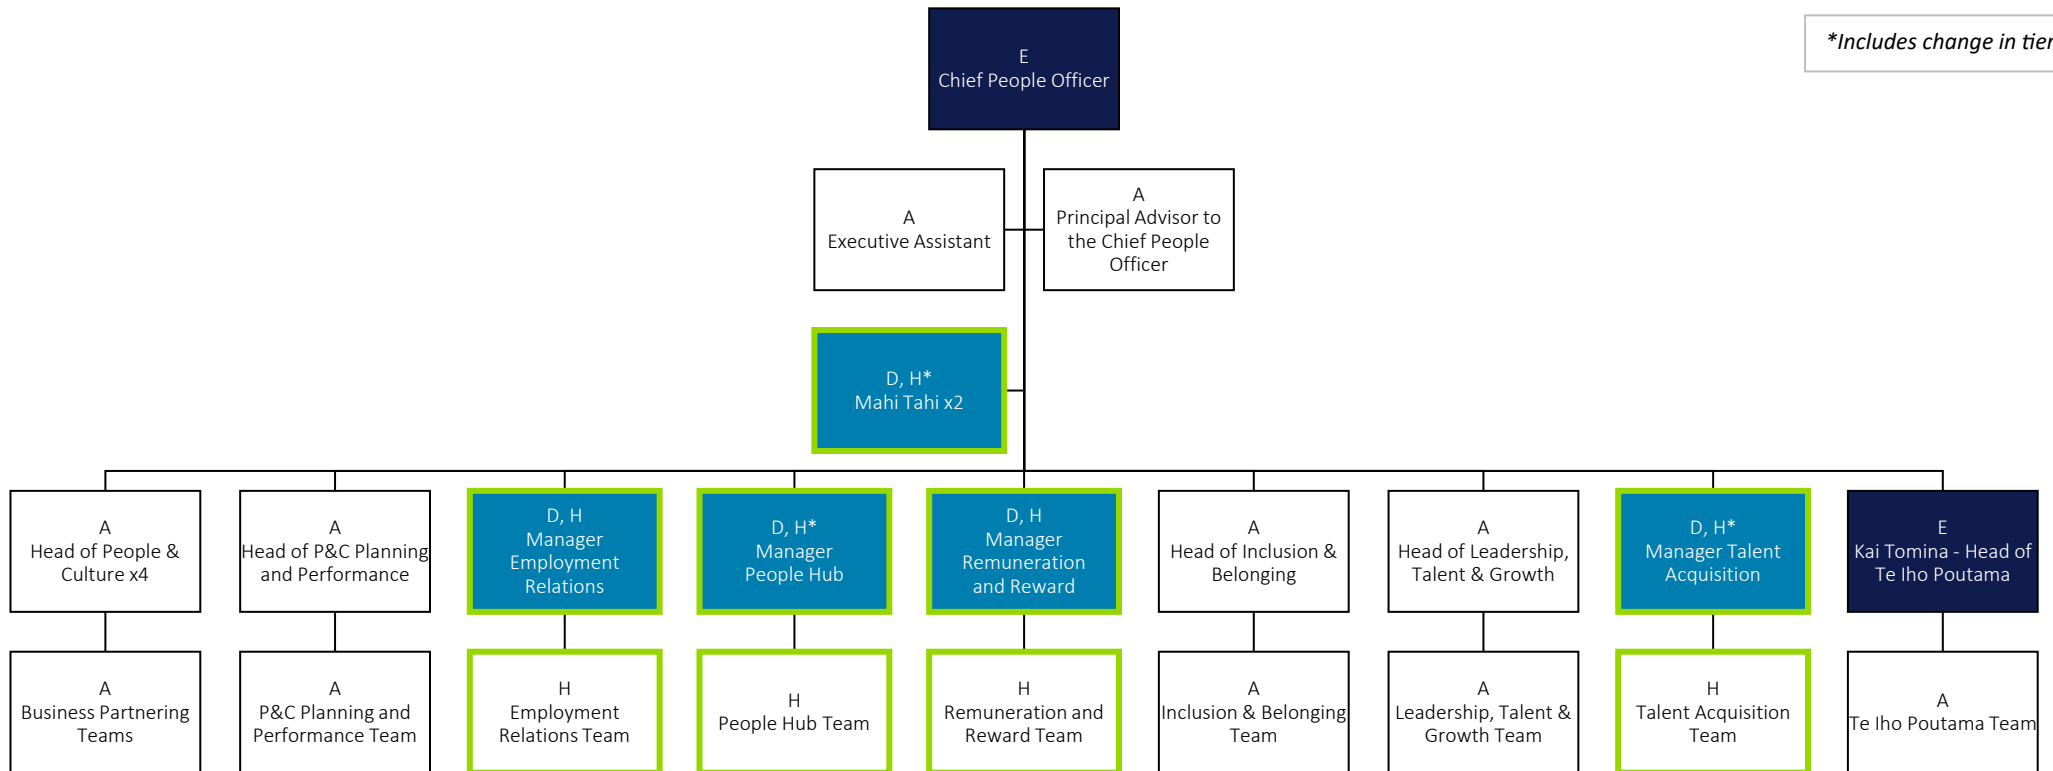 E
Chief People Officer
*Includes change in tier
A
Executive Assistant
A
Principal Advisor to
the Chief People
Officer
D, H*
Mahi Tahi x2
A
Head of People &
Culture x4
A
Head of P&C Planning
and Performance
D, H
Manager
Employment
Relations
D, H*
Manager
People Hub
D, H
Manager
Remuneration
and Reward
A
Head of Inclusion &
Belonging
A
Head of Leadership,
Talent & Growth
D, H*
Manager Talent
Acquisition
E
Kai Tomina - Head of
Te Iho Poutama
A
Business Partnering
Teams
A
P&C Planning and
Performance Team
H
Employment
Relations Team
H
People Hub Team
H
Remuneration and
Reward Team
A
Inclusion & Belonging
Team
A
Leadership, Talent &
Growth Team
H
Talent Acquisition
Team
A
Te Iho Poutama Team